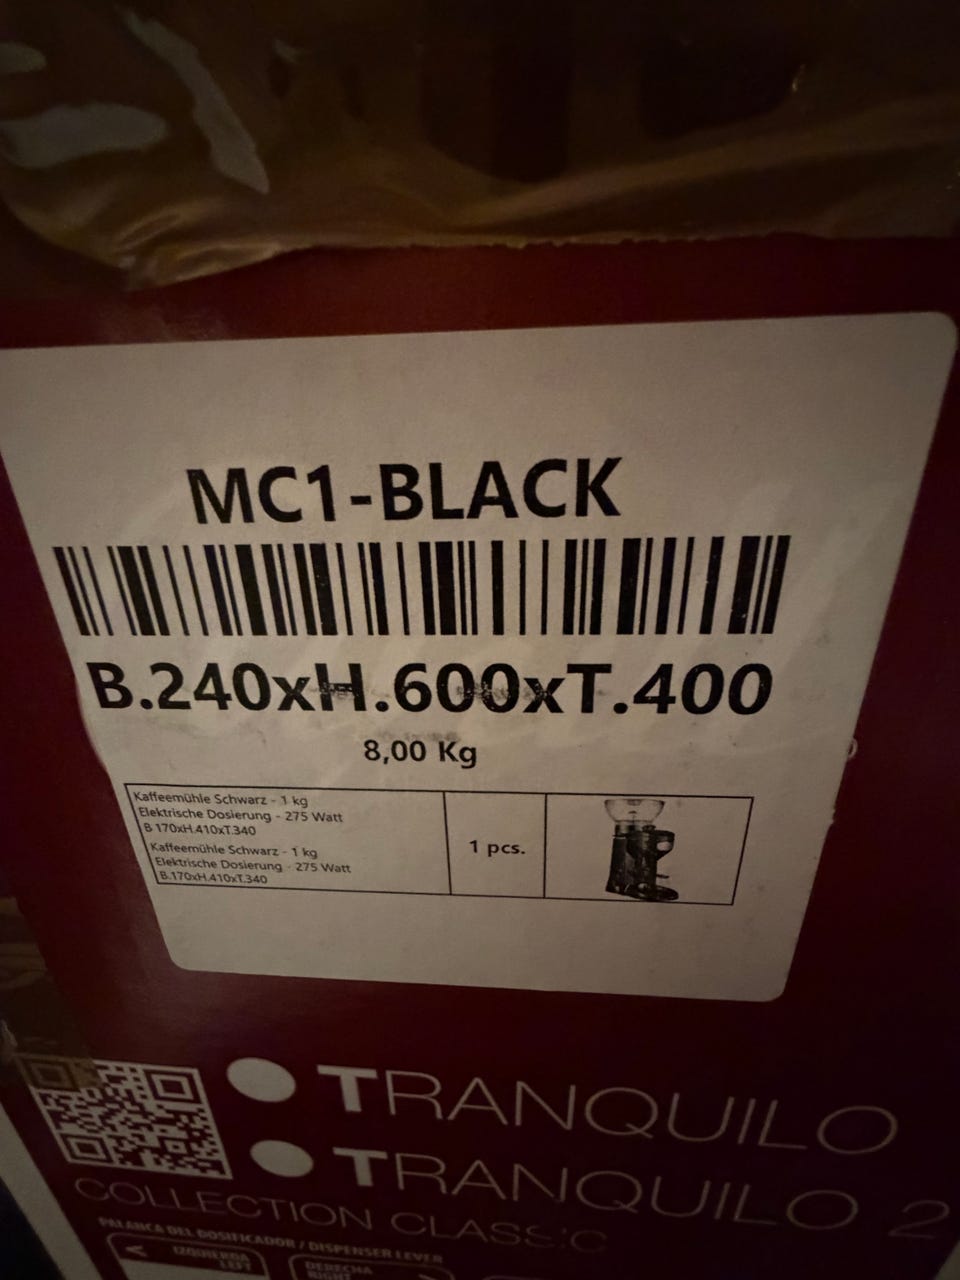 MC1-BLACK
B.240xH.600xT.400
8,00 Kg
Kaffeemühle Schwarz - 1 kg
Elektrische Dosierung - 275 Watt
B.170xH.410xT.340
Kaffeemühle Schwarz - 1 kg
Elektrische Dosierung - 275 Watt
B.170xH.410xT.340
1 pcs.
TRANQUILO
TRANQUILO 2
COLLECTION CLASSIC
PALANCA DEL DOSIFICADOR / DISPENSER LEVER
IZQUIERDA
LEFT
DERECHA
RIGHT